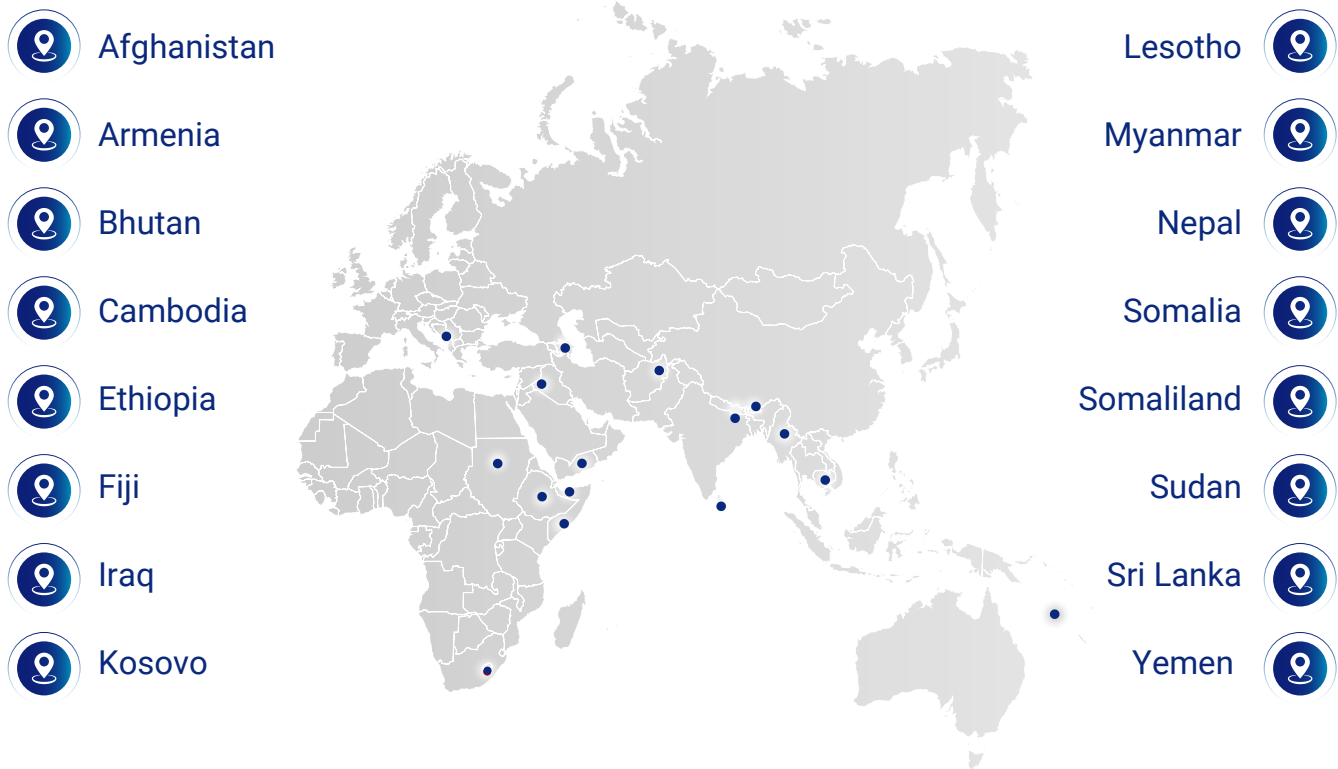 Afghanistan
Armenia
Bhutan
Cambodia
Ethiopia
Fiji
Iraq
Kosovo
Lesotho
Myanmar
Nepal
Somalia
Somaliland
Sudan
Sri Lanka
Yemen